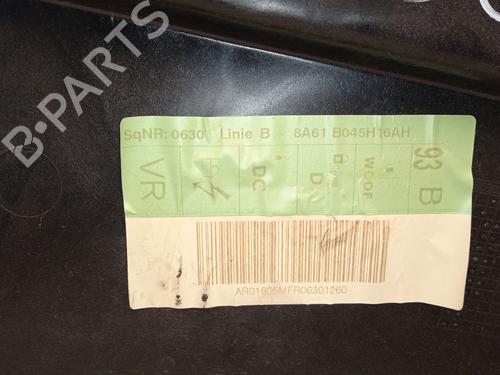 B-PARTS
SqNR: 0630 Linie B 8A61 B045H16AH
VR
DC
D
WOOF
93 B
AR01805MFR06301260